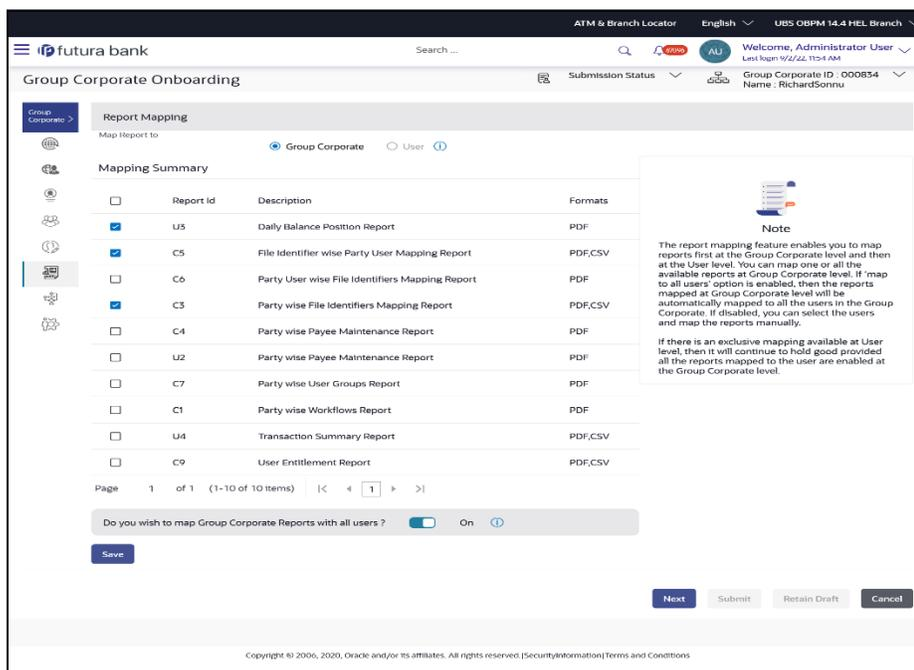 ATM & Branch Locator English UBS OBPM 14.4 HEL Branch
futura bank Search ... 87096 AU Welcome, Administrator User
Last login 9/2/22, 11:54 AM
Group Corporate Onboarding Submission Status Group Corporate ID : 000834
Name : RichardSonnu
Group
Corporate >
Report Mapping
Map Report to
Group Corporate User
Mapping Summary
Report Id Description Formats
U3 Daily Balance Position Report PDF
C5 File Identifier wise Party User Mapping Report PDF,CSV
C6 Party User wise File Identifiers Mapping Report PDF
C3 Party wise File Identifiers Mapping Report PDF,CSV
C4 Party wise Payee Maintenance Report PDF
U2 Party wise Payee Maintenance Report PDF
C7 Party wise User Groups Report PDF
C1 Party wise Workflows Report PDF
U4 Transaction Summary Report PDF,CSV
C9 User Entitlement Report PDF,CSV
Page 1 of 1 (1-10 of 10 items) 1
Do you wish to map Group Corporate Reports with all users ? On
Save
Note
The report mapping feature enables you to map
reports first at the Group Corporate level and then
at the User level. You can map one or all the
available reports at Group Corporate level. If 'map
to all users' option is enabled, then the reports
mapped at Group Corporate level will be
automatically mapped to all the users in the Group
Corporate. If disabled, you can select the users
and map the reports manually.
If there is an exclusive mapping available at User
level, then it will continue to hold good provided
all the reports mapped to the user are enabled at
the Group Corporate level.
Next Submit Retain Draft Cancel
Copyright © 2006, 2020, Oracle and/or its affiliates. All rights reserved.|SecurityInformation|Terms and Conditions